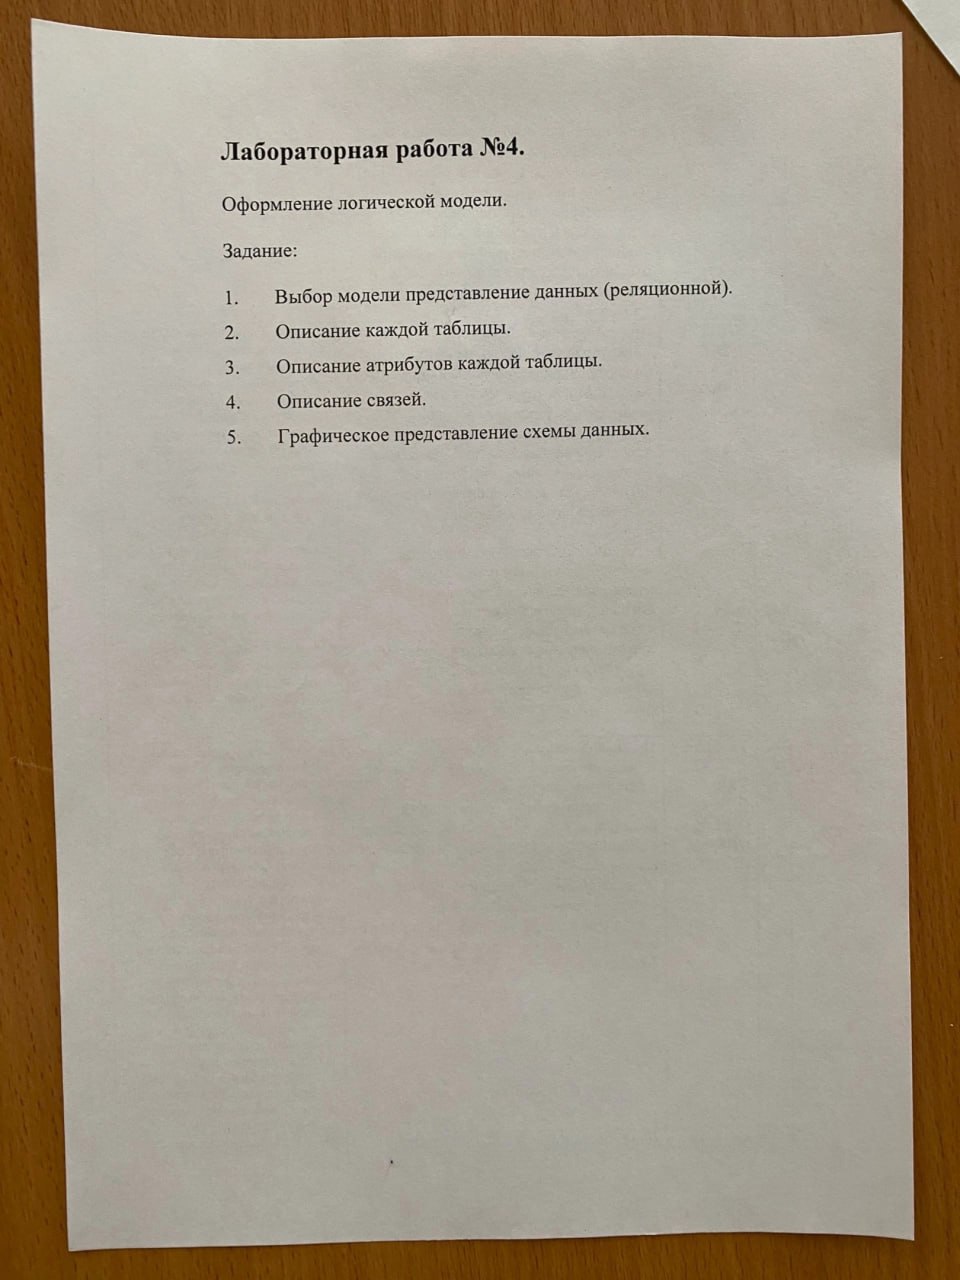 Лабораторная работа №4.
Оформление логической модели.
Задание:
1. Выбор модели представление данных (реляционной).
2. Описание каждой таблицы.
3. Описание атрибутов каждой таблицы.
4. Описание связей.
5. Графическое представление схемы данных.